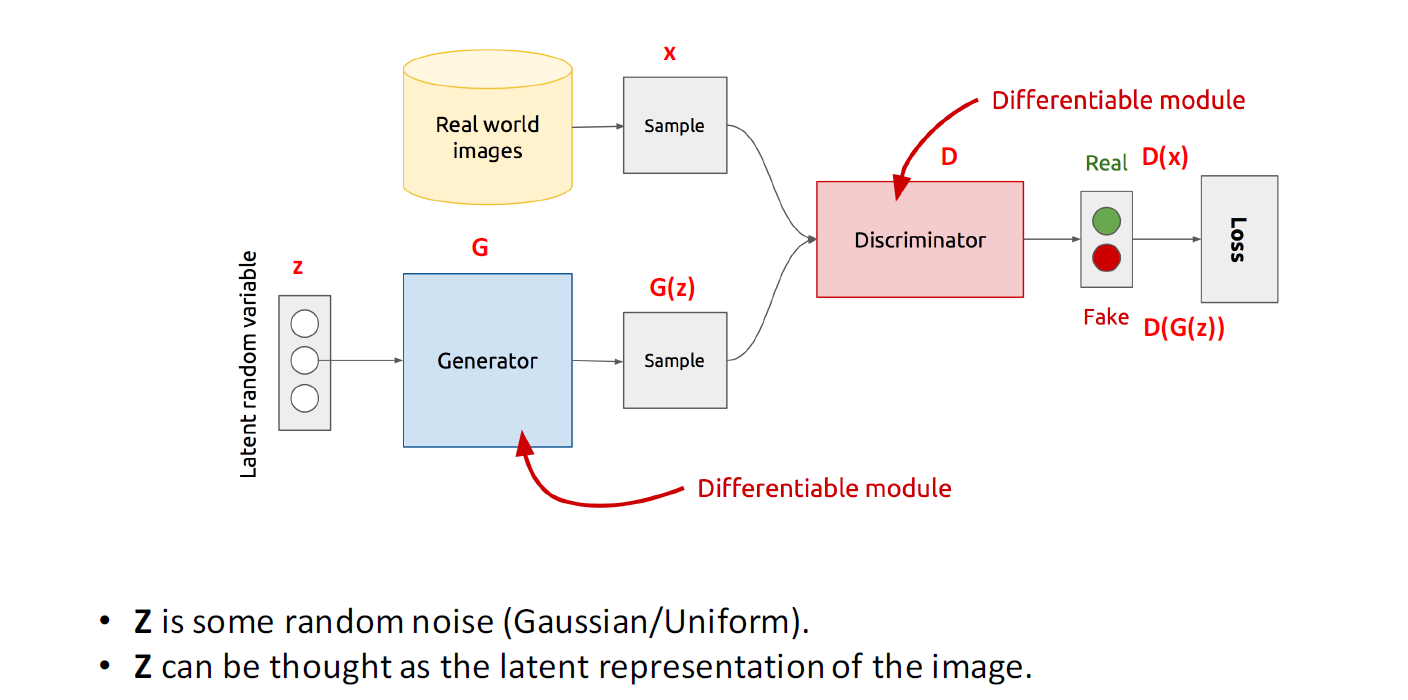 x
Real world
images
Sample
Differentiable module
D
Discriminator
Real
D(x)
Loss
Fake
D(G(z))
Latent random variable
z
G
Generator
G(z)
Sample
Differentiable module
• Z is some random noise (Gaussian/Uniform).
• Z can be thought as the latent representation of the image.